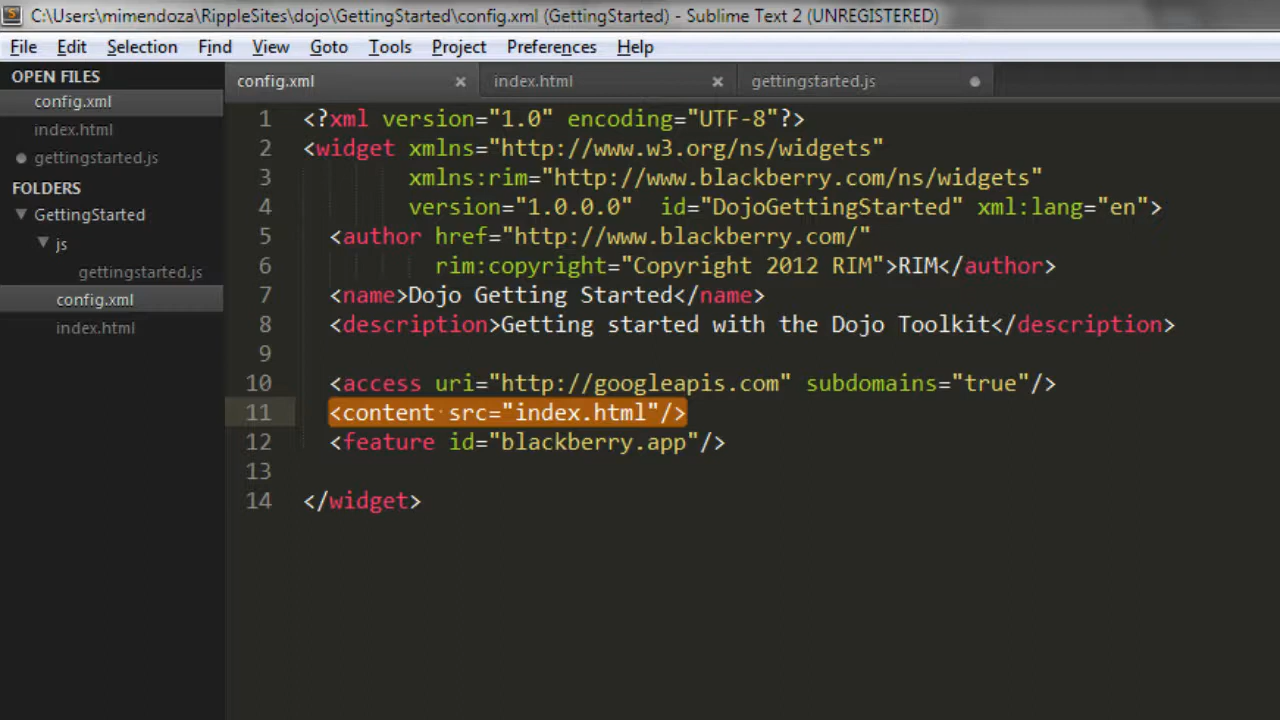 C:\Users\mimendoza\RippleSites\dojo\GettingStarted\config.xml (GettingStarted) - Sublime Text 2 (UNREGISTERED)
File Edit Selection Find View Goto Tools Project Preferences Help
OPEN FILES
config.xml
index.html
gettingstarted.js
FOLDERS
GettingStarted
js
gettingstarted.js
config.xml
index.html
config.xml × index.html × gettingstarted.js
1 <?xml version="1.0" encoding="UTF-8"?>
2 <widget xmlns="http://www.w3.org/ns/widgets"
3 xmlns:rim="http://www.blackberry.com/ns/widgets"
4 version="1.0.0.0" id="DojoGettingStarted" xml:lang="en">
5 <author href="http://www.blackberry.com/"
6 rim:copyright="Copyright 2012 RIM">RIM</author>
7 <name>Dojo Getting Started</name>
8 <description>Getting started with the Dojo Toolkit</description>
9
10 <access uri="http://googleapis.com" subdomains="true"/>
11 <content src="index.html"/>
12 <feature id="blackberry.app"/>
13
14 </widget>